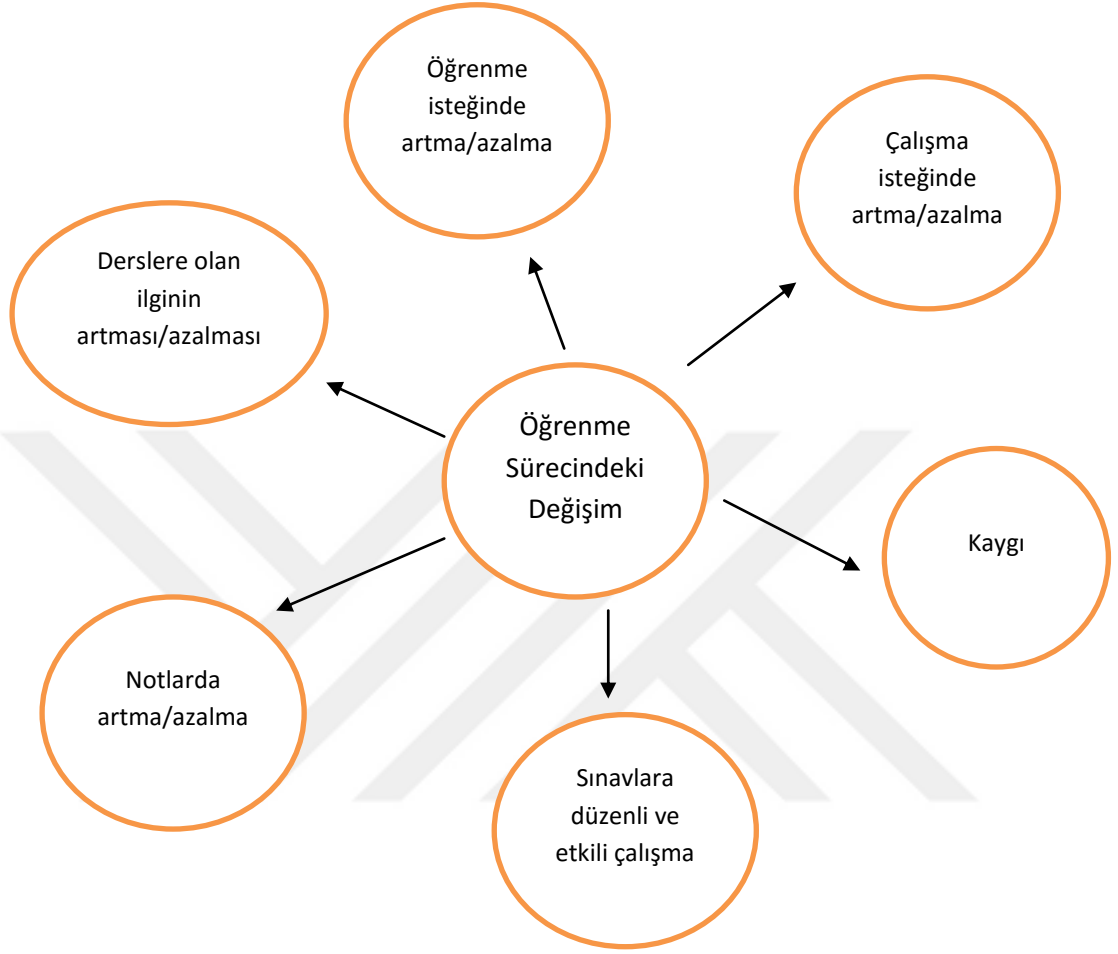 Öğrenme
isteğinde
artma/azalma
Çalışma
isteğinde
artma/azalma
Derslere olan
ilginin
artması/azalması
Öğrenme
Sürecindeki
Değişim
Kaygı
Notlarda
artma/azalma
Sınavlara
düzenli ve
etkili çalışma